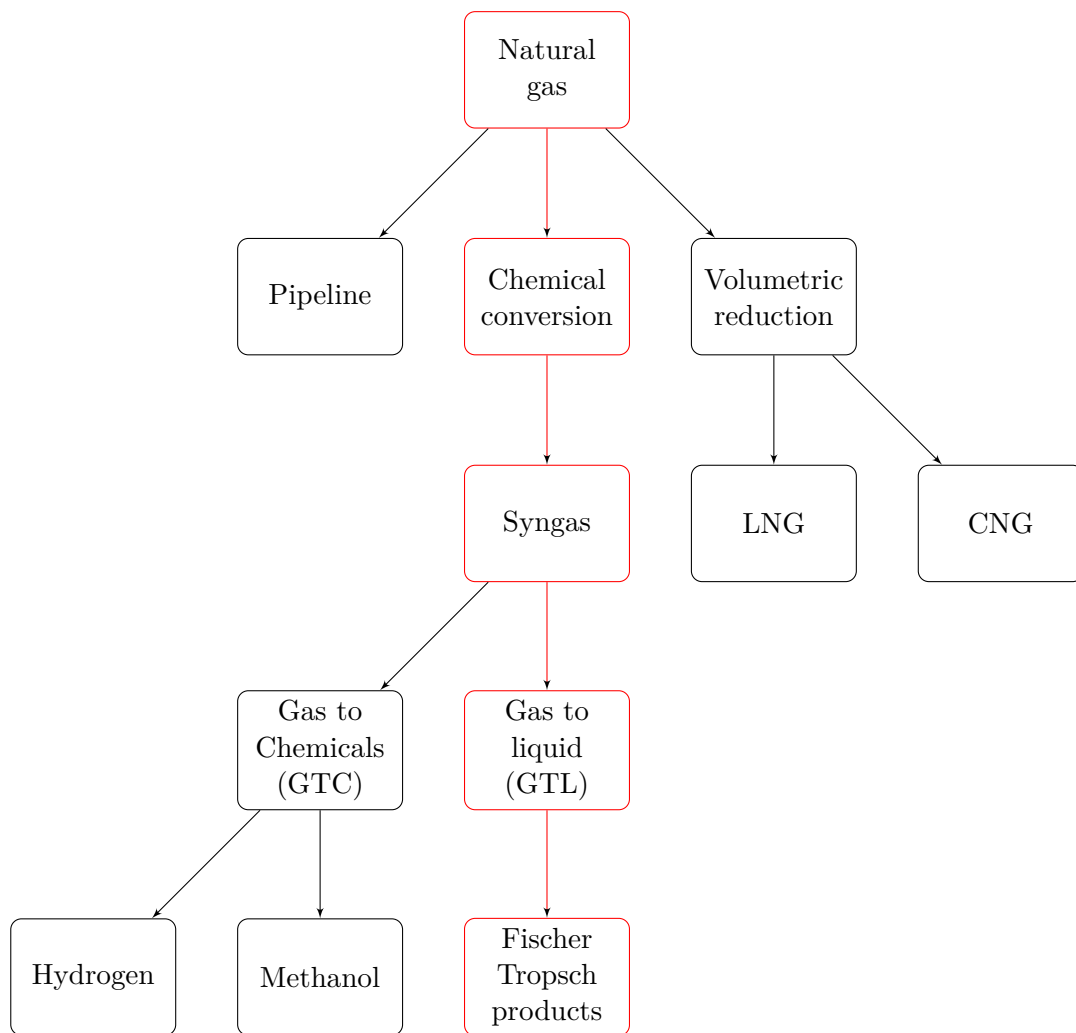 Natural
gas
Pipeline
Chemical
conversion
Volumetric
reduction
Syngas
LNG
CNG
Gas to
Chemicals
(GTC)
Gas to
liquid
(GTL)
Hydrogen
Methanol
Fischer
Tropsch
products